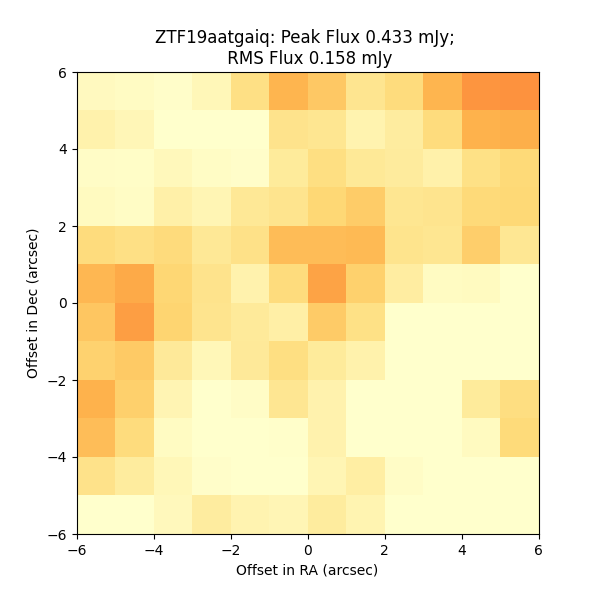 ZTF19aatgaiq: Peak Flux 0.433 mJy;
RMS Flux 0.158 mJy
6
4
2
0
−2
−4
−6
Offset in Dec (arcsec)
−6 −4 −2 0 2 4 6
Offset in RA (arcsec)